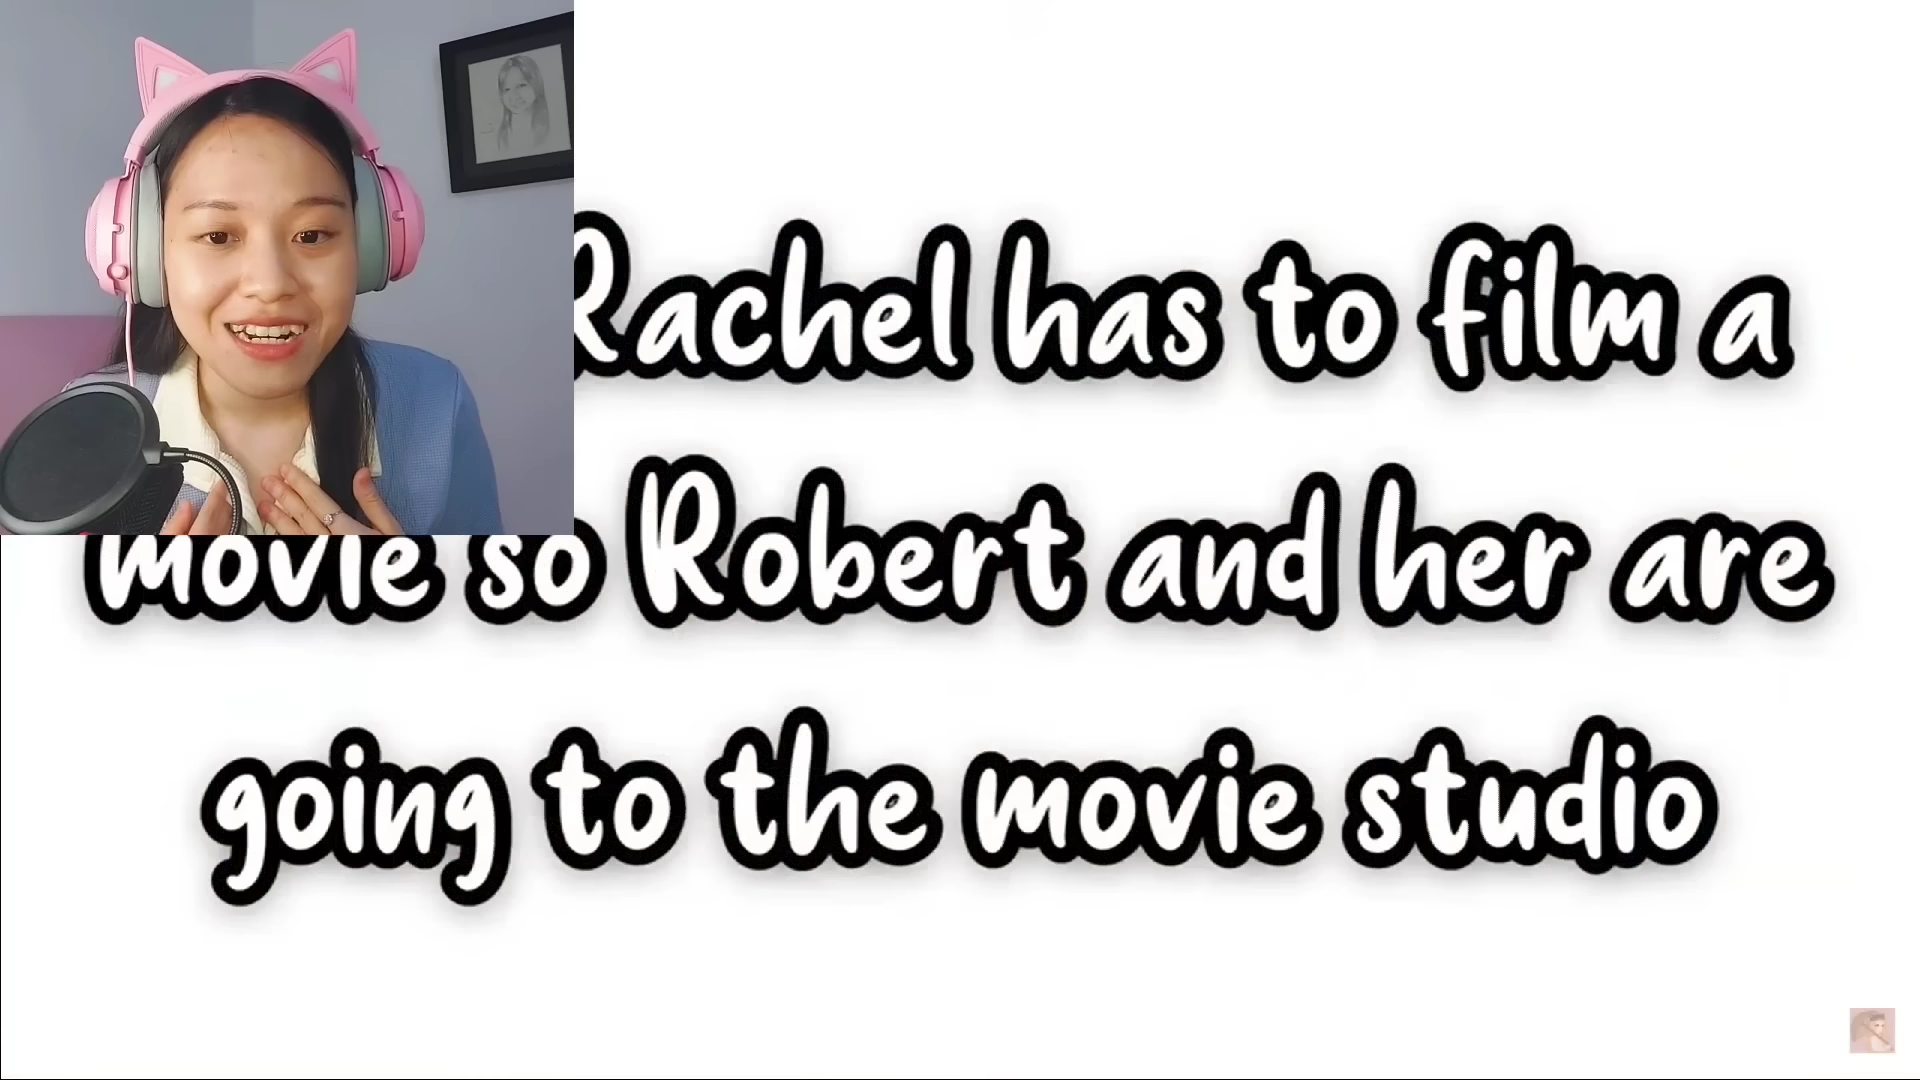 Rachel has to film a
movie so Robert and her are
going to the movie studio